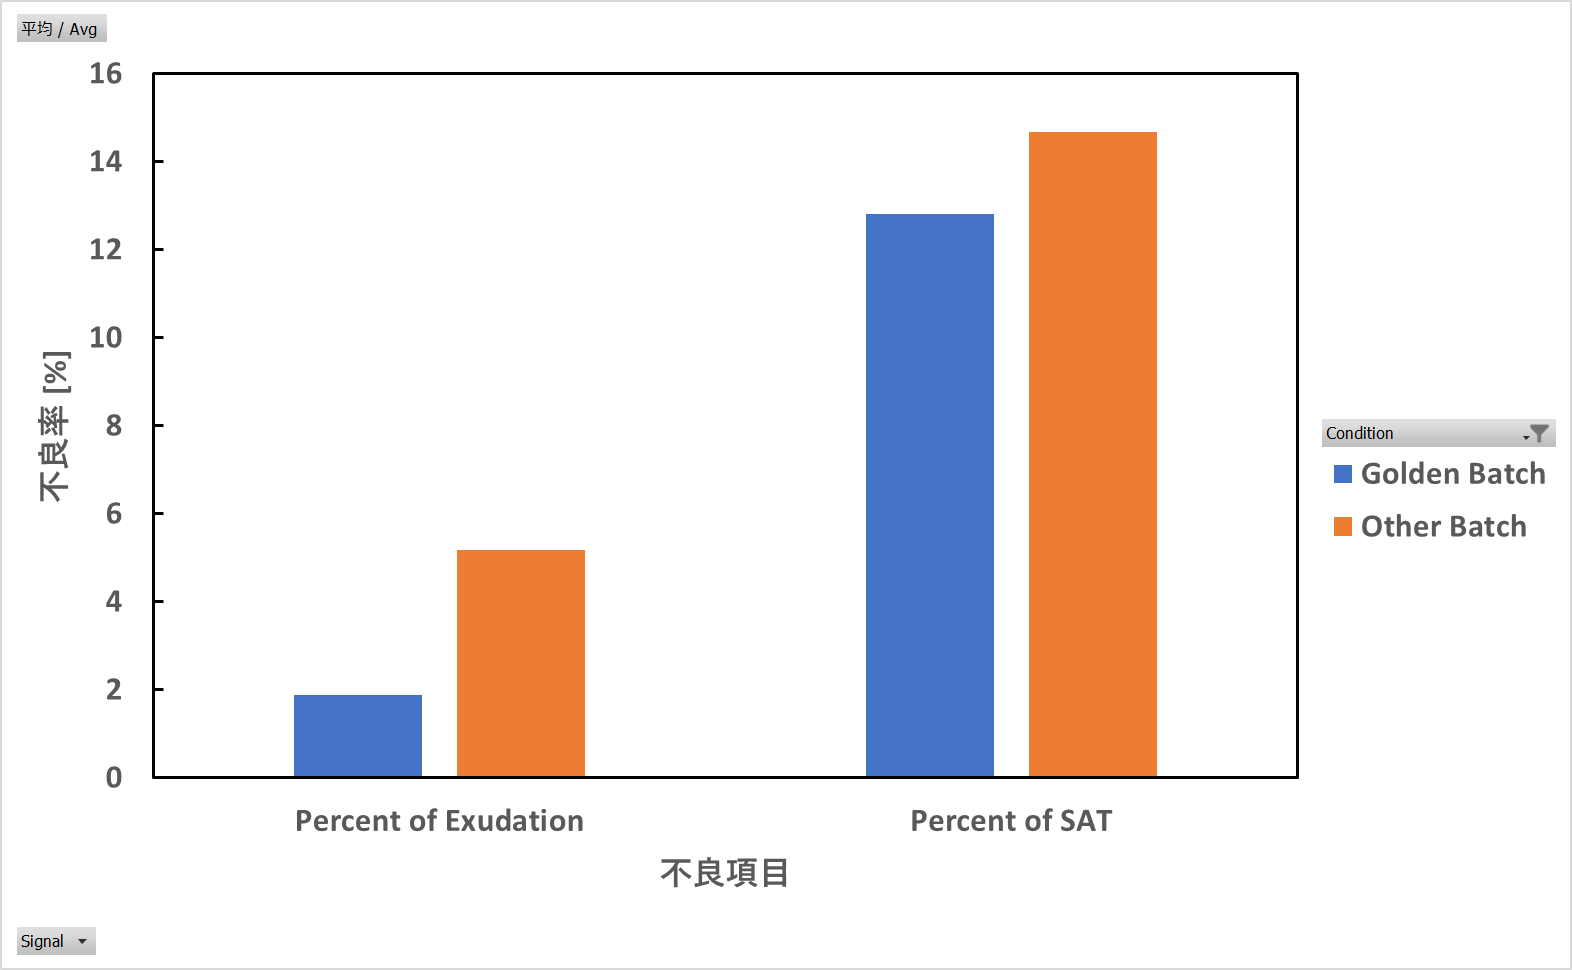 平均 / Avg
16
14
12
10
8
6
4
2
0
不良率 [%]
Percent of Exudation
Percent of SAT
不良項目
Condition
Golden Batch
Other Batch
Signal